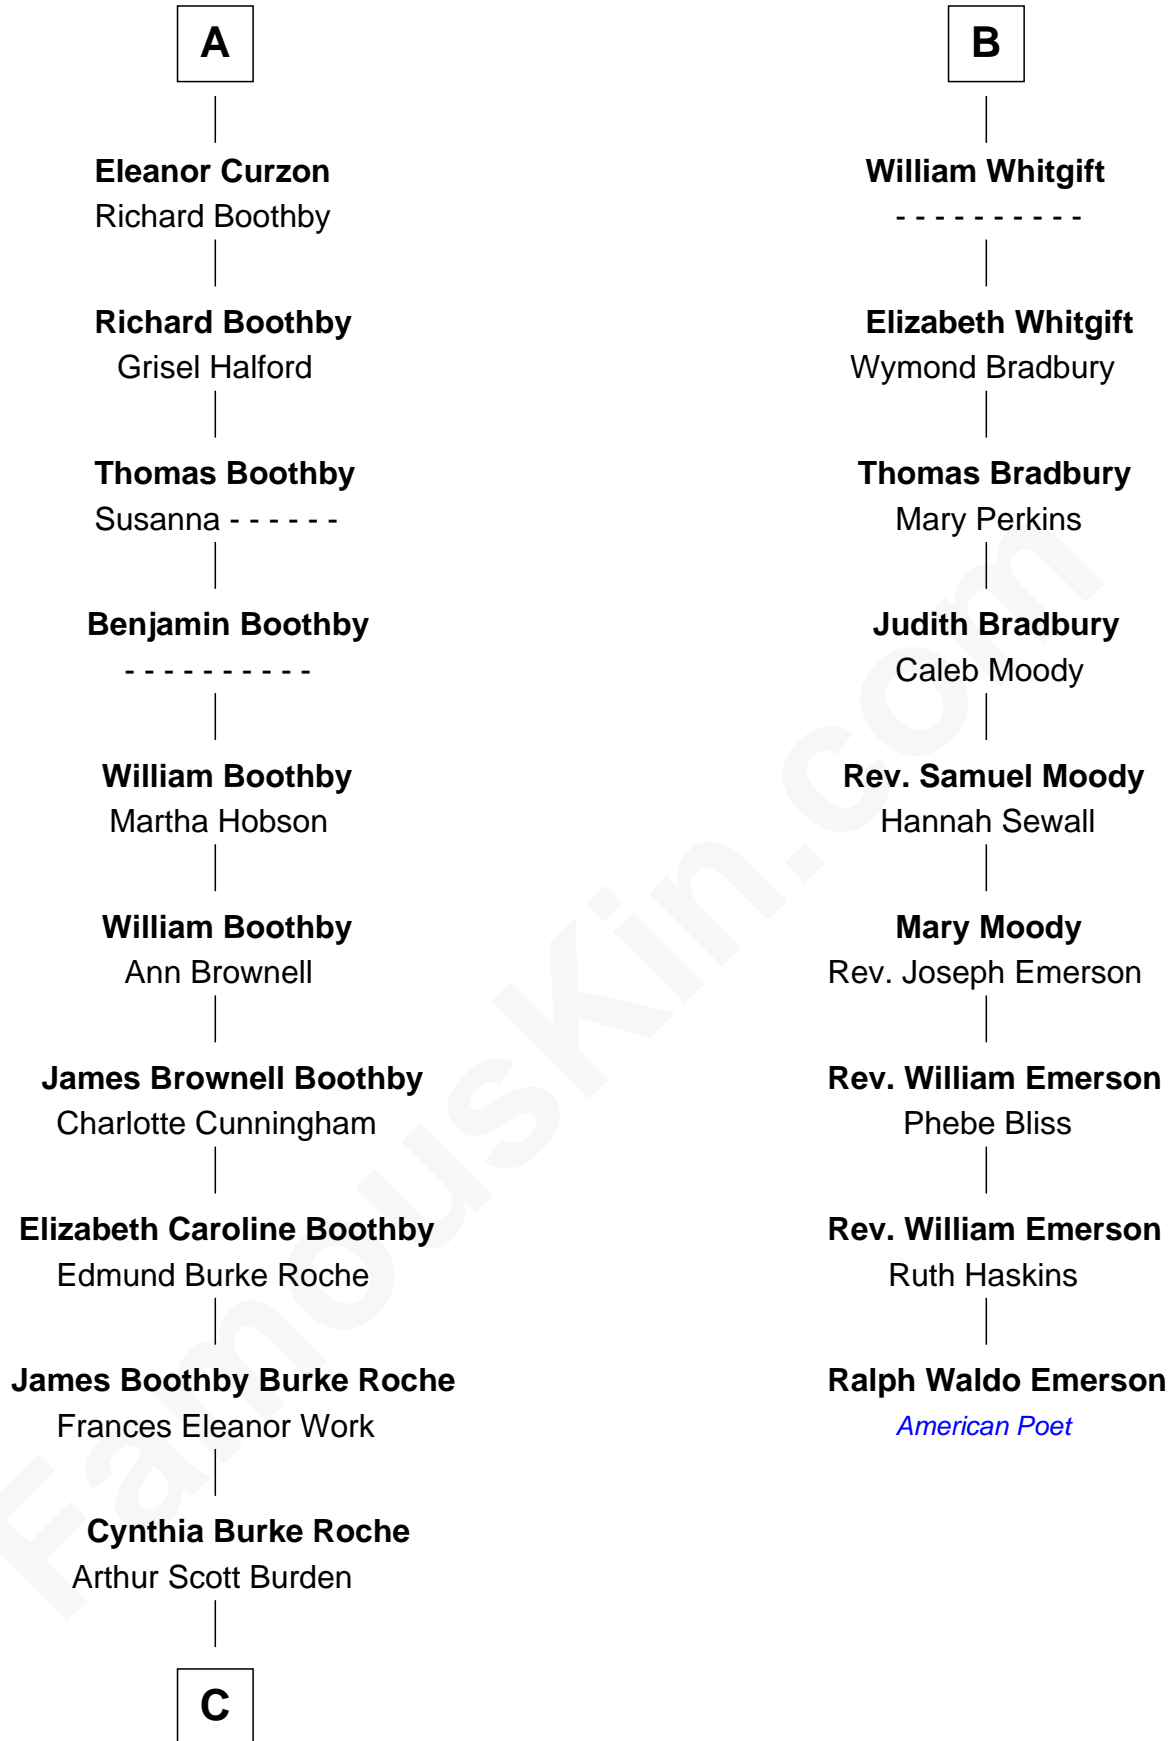 A
Eleanor Curzon
Richard Boothby
Richard Boothby
Grisel Halford
Thomas Boothby
Susanna - - - - - -
Benjamin Boothby
- - - - - - - - - -
William Boothby
Martha Hobson
William Boothby
Ann Brownell
James Brownell Boothby
Charlotte Cunningham
Elizabeth Caroline Boothby
Edmund Burke Roche
James Boothby Burke Roche
Frances Eleanor Work
Cynthia Burke Roche
Arthur Scott Burden
C
B
William Whitgift
- - - - - - - - - -
Elizabeth Whitgift
Wymond Bradbury
Thomas Bradbury
Mary Perkins
Judith Bradbury
Caleb Moody
Rev. Samuel Moody
Hannah Sewall
Mary Moody
Rev. Joseph Emerson
Rev. William Emerson
Phebe Bliss
Rev. William Emerson
Ruth Haskins
Ralph Waldo Emerson
American Poet
FamousKin.com